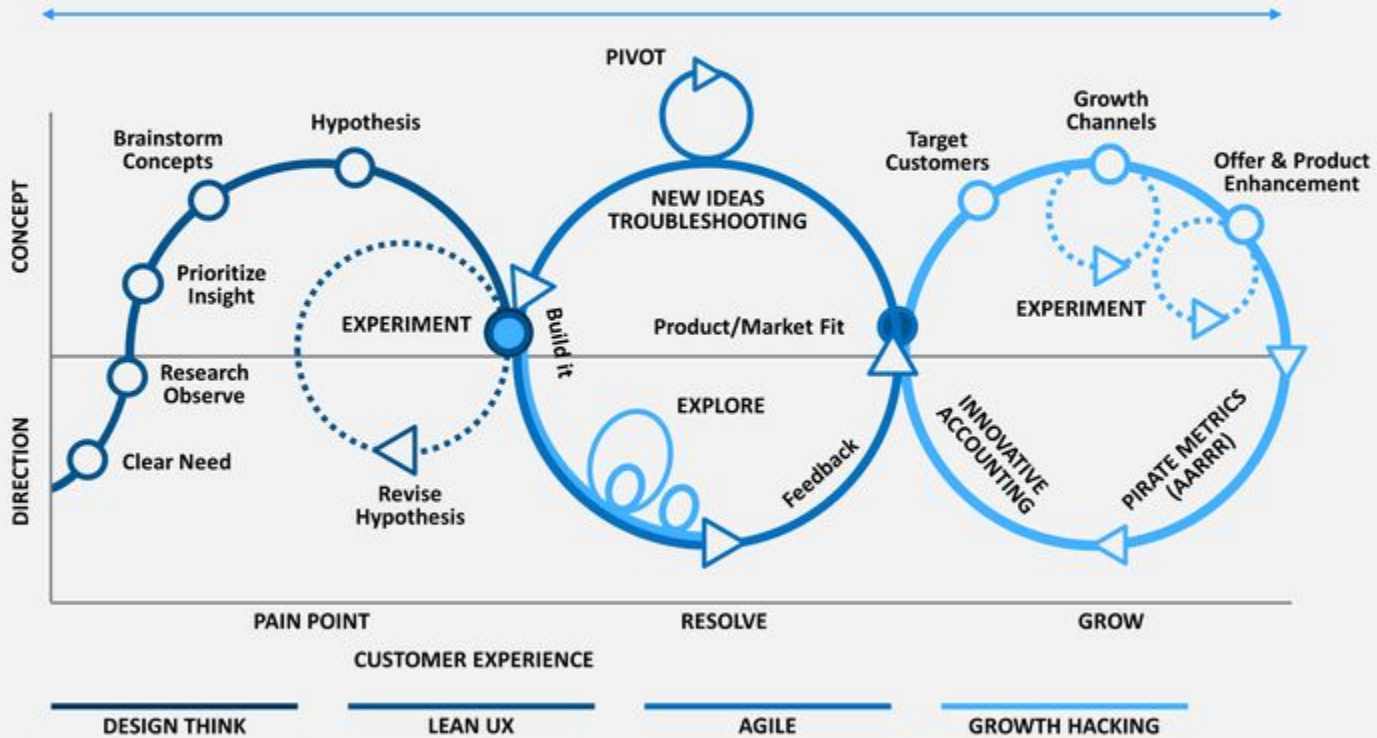 PIVOT
Hypothesis
Brainstorm
Concepts
Growth
Channels
Target
Customers
Offer & Product
Enhancement
NEW IDEAS
TROUBLESHOOTING
CONCEPT
Prioritize
Insight
EXPERIMENT
Build it
Product/Market Fit
EXPERIMENT
Research
Observe
EXPLORE
Clear Need
DIRECTION
Revise
Hypothesis
Feedback
INNOVATIVE
ACCOUNTING
PIRATE METRICS
(AARRR)
PAIN POINT
RESOLVE
GROW
CUSTOMER EXPERIENCE
DESIGN THINK
LEAN UX
AGILE
GROWTH HACKING